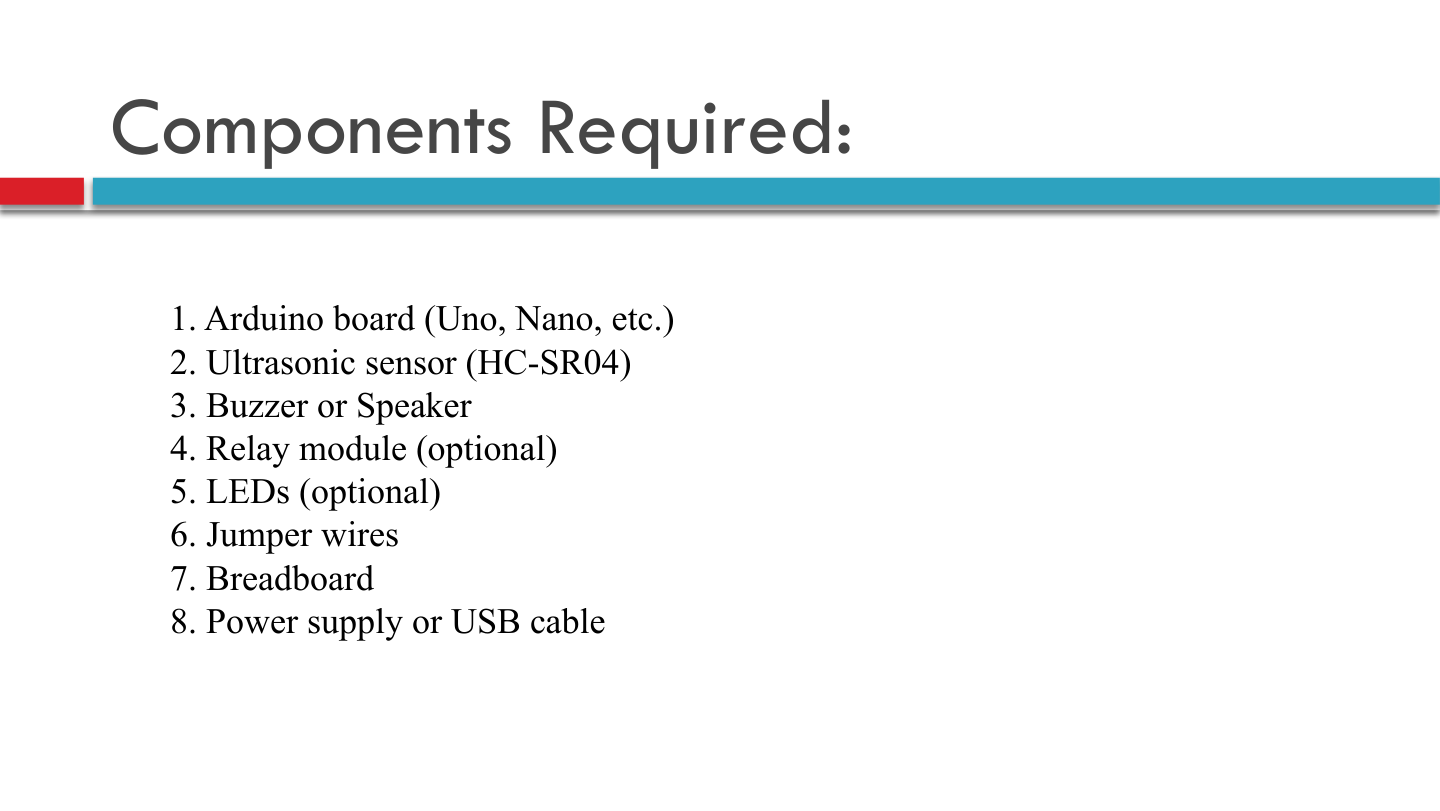 Components Required:
1. Arduino board (Uno, Nano, etc.)
2. Ultrasonic sensor (HC-SR04)
3. Buzzer or Speaker
4. Relay module (optional)
5. LEDs (optional)
6. Jumper wires
7. Breadboard
8. Power supply or USB cable